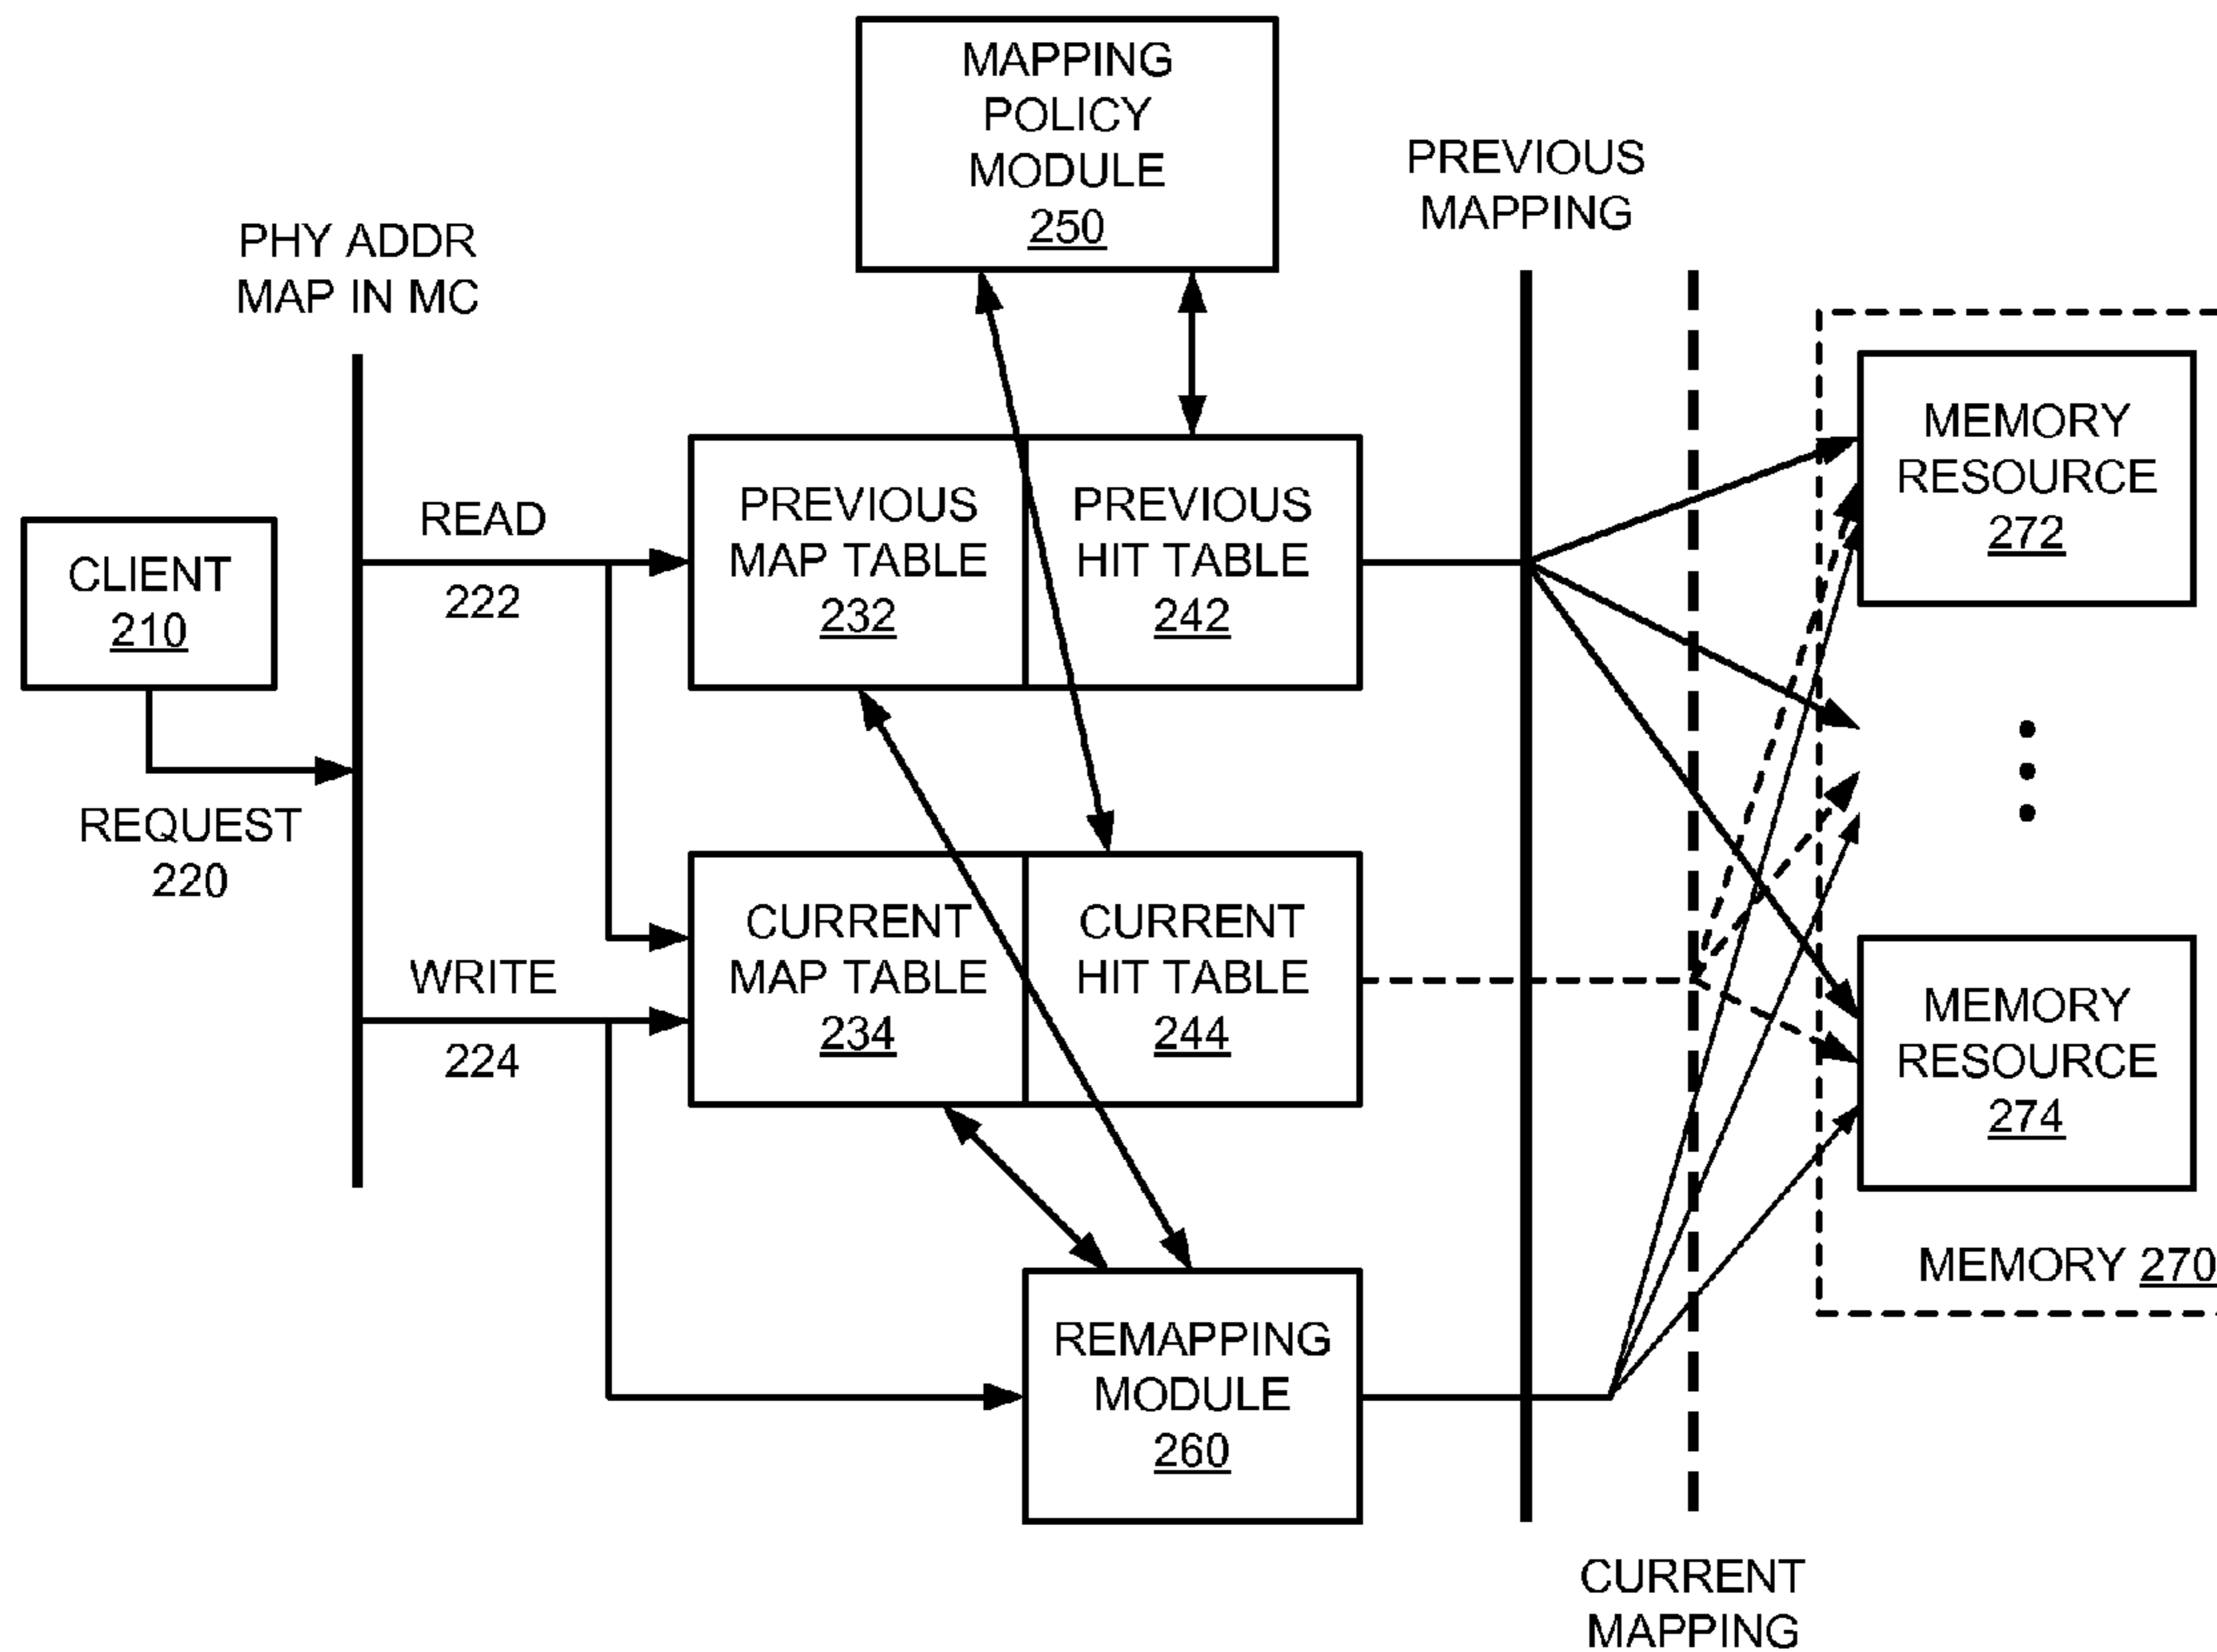 MAPPING
POLICY
MODULE
250
PREVIOUS
MAPPING
PHY ADDR
MAP IN MC
CLIENT
210
REQUEST
220
READ
222
WRITE
224
PREVIOUS
MAP TABLE
232
PREVIOUS
HIT TABLE
242
CURRENT
MAP TABLE
234
CURRENT
HIT TABLE
244
REMAPPING
MODULE
260
MEMORY
RESOURCE
272
MEMORY
RESOURCE
274
MEMORY 270
CURRENT
MAPPING